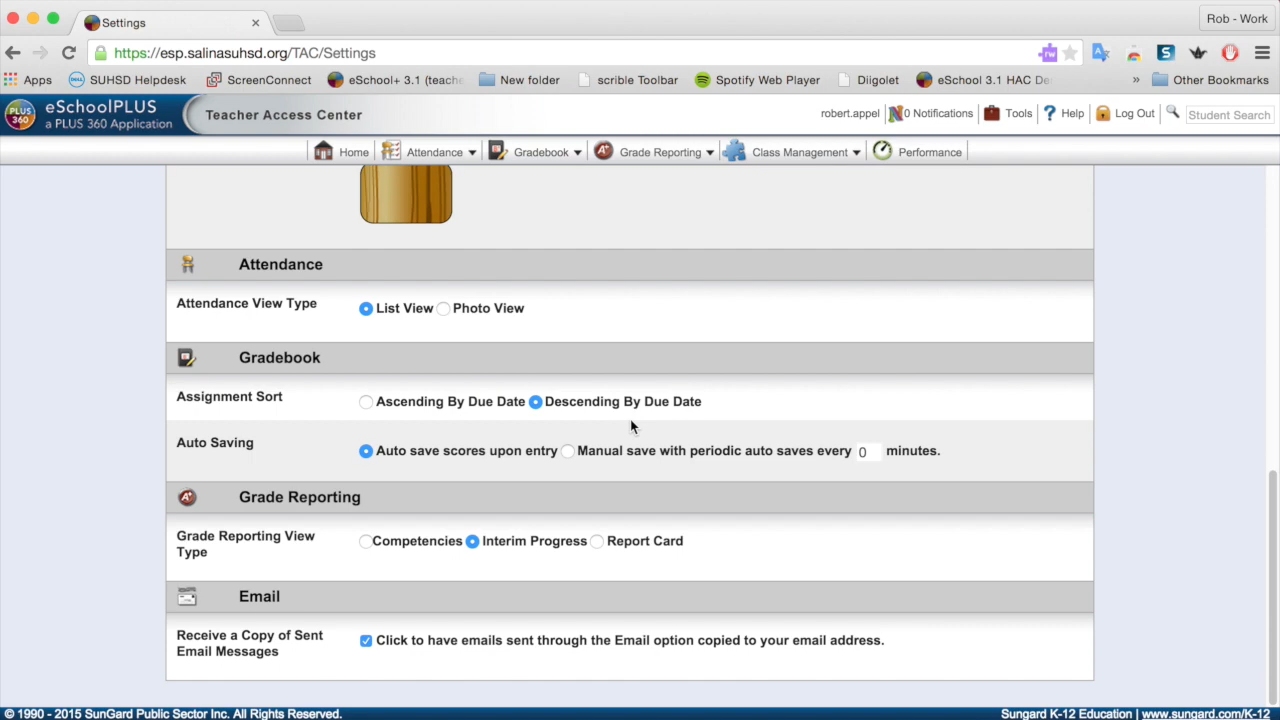 Settings
Rob - Work
https://esp.salinasuhsd.org/TAC/Settings
Apps SUHSD Helpdesk ScreenConnect eSchool+ 3.1 (teach New folder scrible Toolbar Spotify Web Player Diigolet eSchool 3.1 HAC De » Other Bookmarks
eSchoolPLUS
a PLUS 360 Application
PLUS 360
Teacher Access Center
robert.appel 0 Notifications Tools ? Help Log Out Student Search
Home Attendance Gradebook Grade Reporting Class Management Performance
Attendance
Attendance View Type List View Photo View
Gradebook
Assignment Sort Ascending By Due Date Descending By Due Date
Auto Saving Auto save scores upon entry Manual save with periodic auto saves every 0 minutes.
Grade Reporting
Grade Reporting View Type Competencies Interim Progress Report Card
Email
Receive a Copy of Sent Email Messages Click to have emails sent through the Email option copied to your email address.
© 1990 - 2015 SunGard Public Sector Inc. All Rights Reserved. Sungard K-12 Education | www.sungard.com/K-12